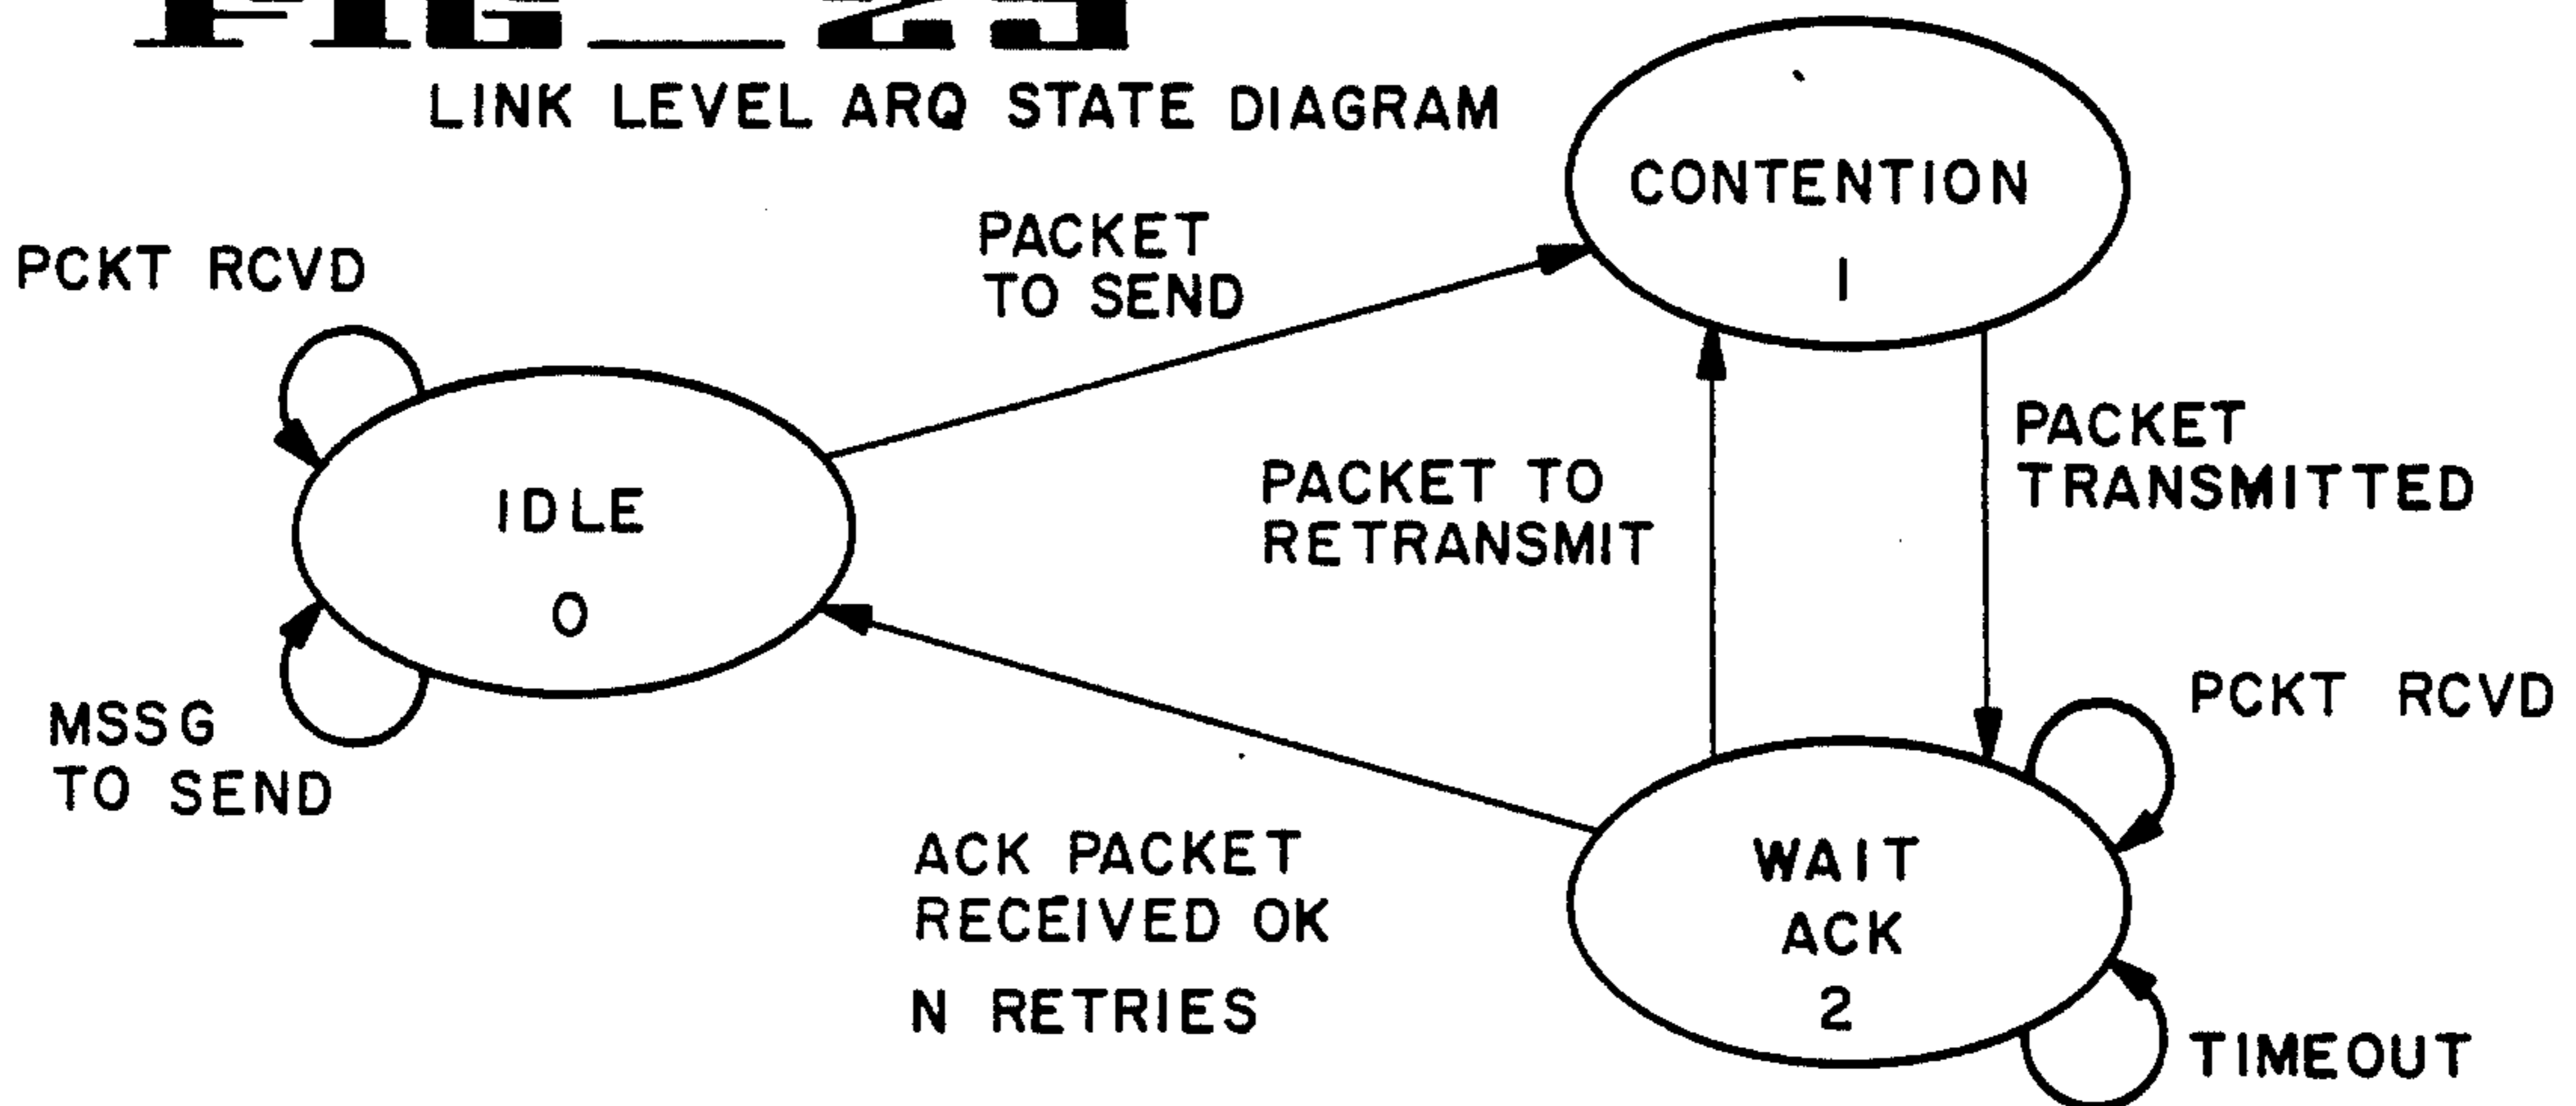 FIG_25
LINK LEVEL ARQ STATE DIAGRAM
CONTENTION
1
PACKET
TO SEND
PCKT RCVD
IDLE
0
PACKET TO
RETRANSMIT
PACKET
TRANSMITTED
MSSG
TO SEND
PCKT RCVD
ACK PACKET
RECEIVED OK
N RETRIES
WAIT
ACK
2
TIMEOUT